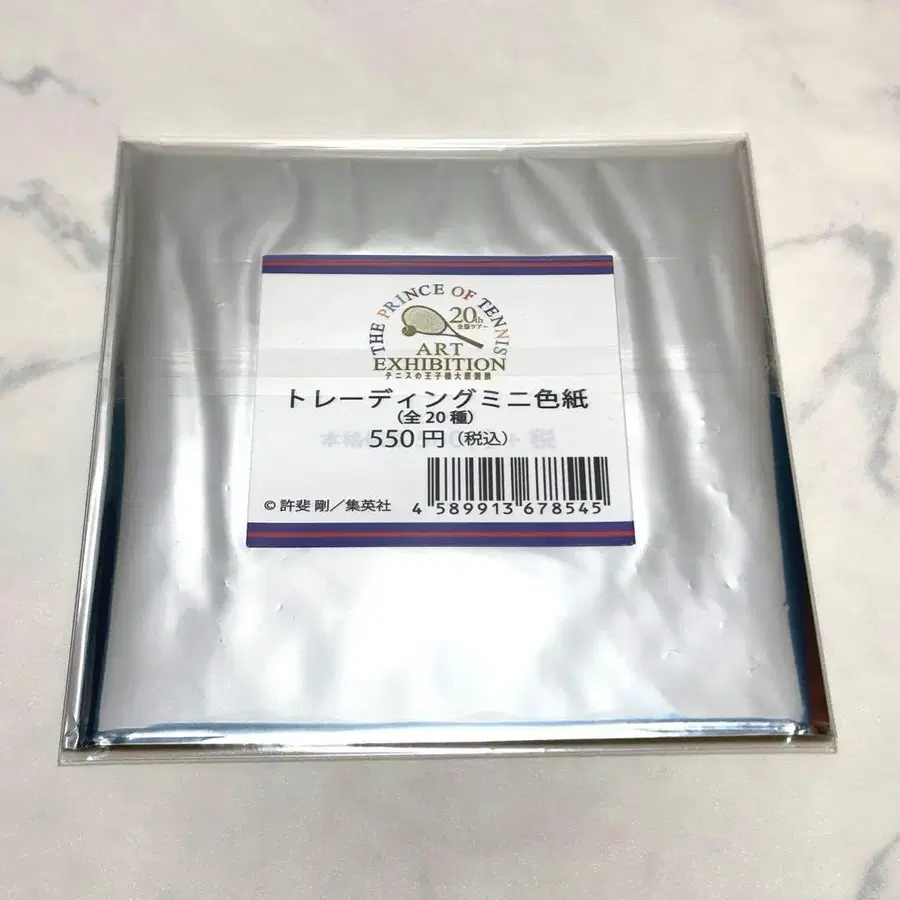 THE PRINCE OF TENNIS
20th
全国ツアー
ART
EXHIBITION
テニスの王子様大原画展
トレーディングミニ色紙
(全20種)
550円 (税込)
© 許斐 剛／集英社
4 589913 678545